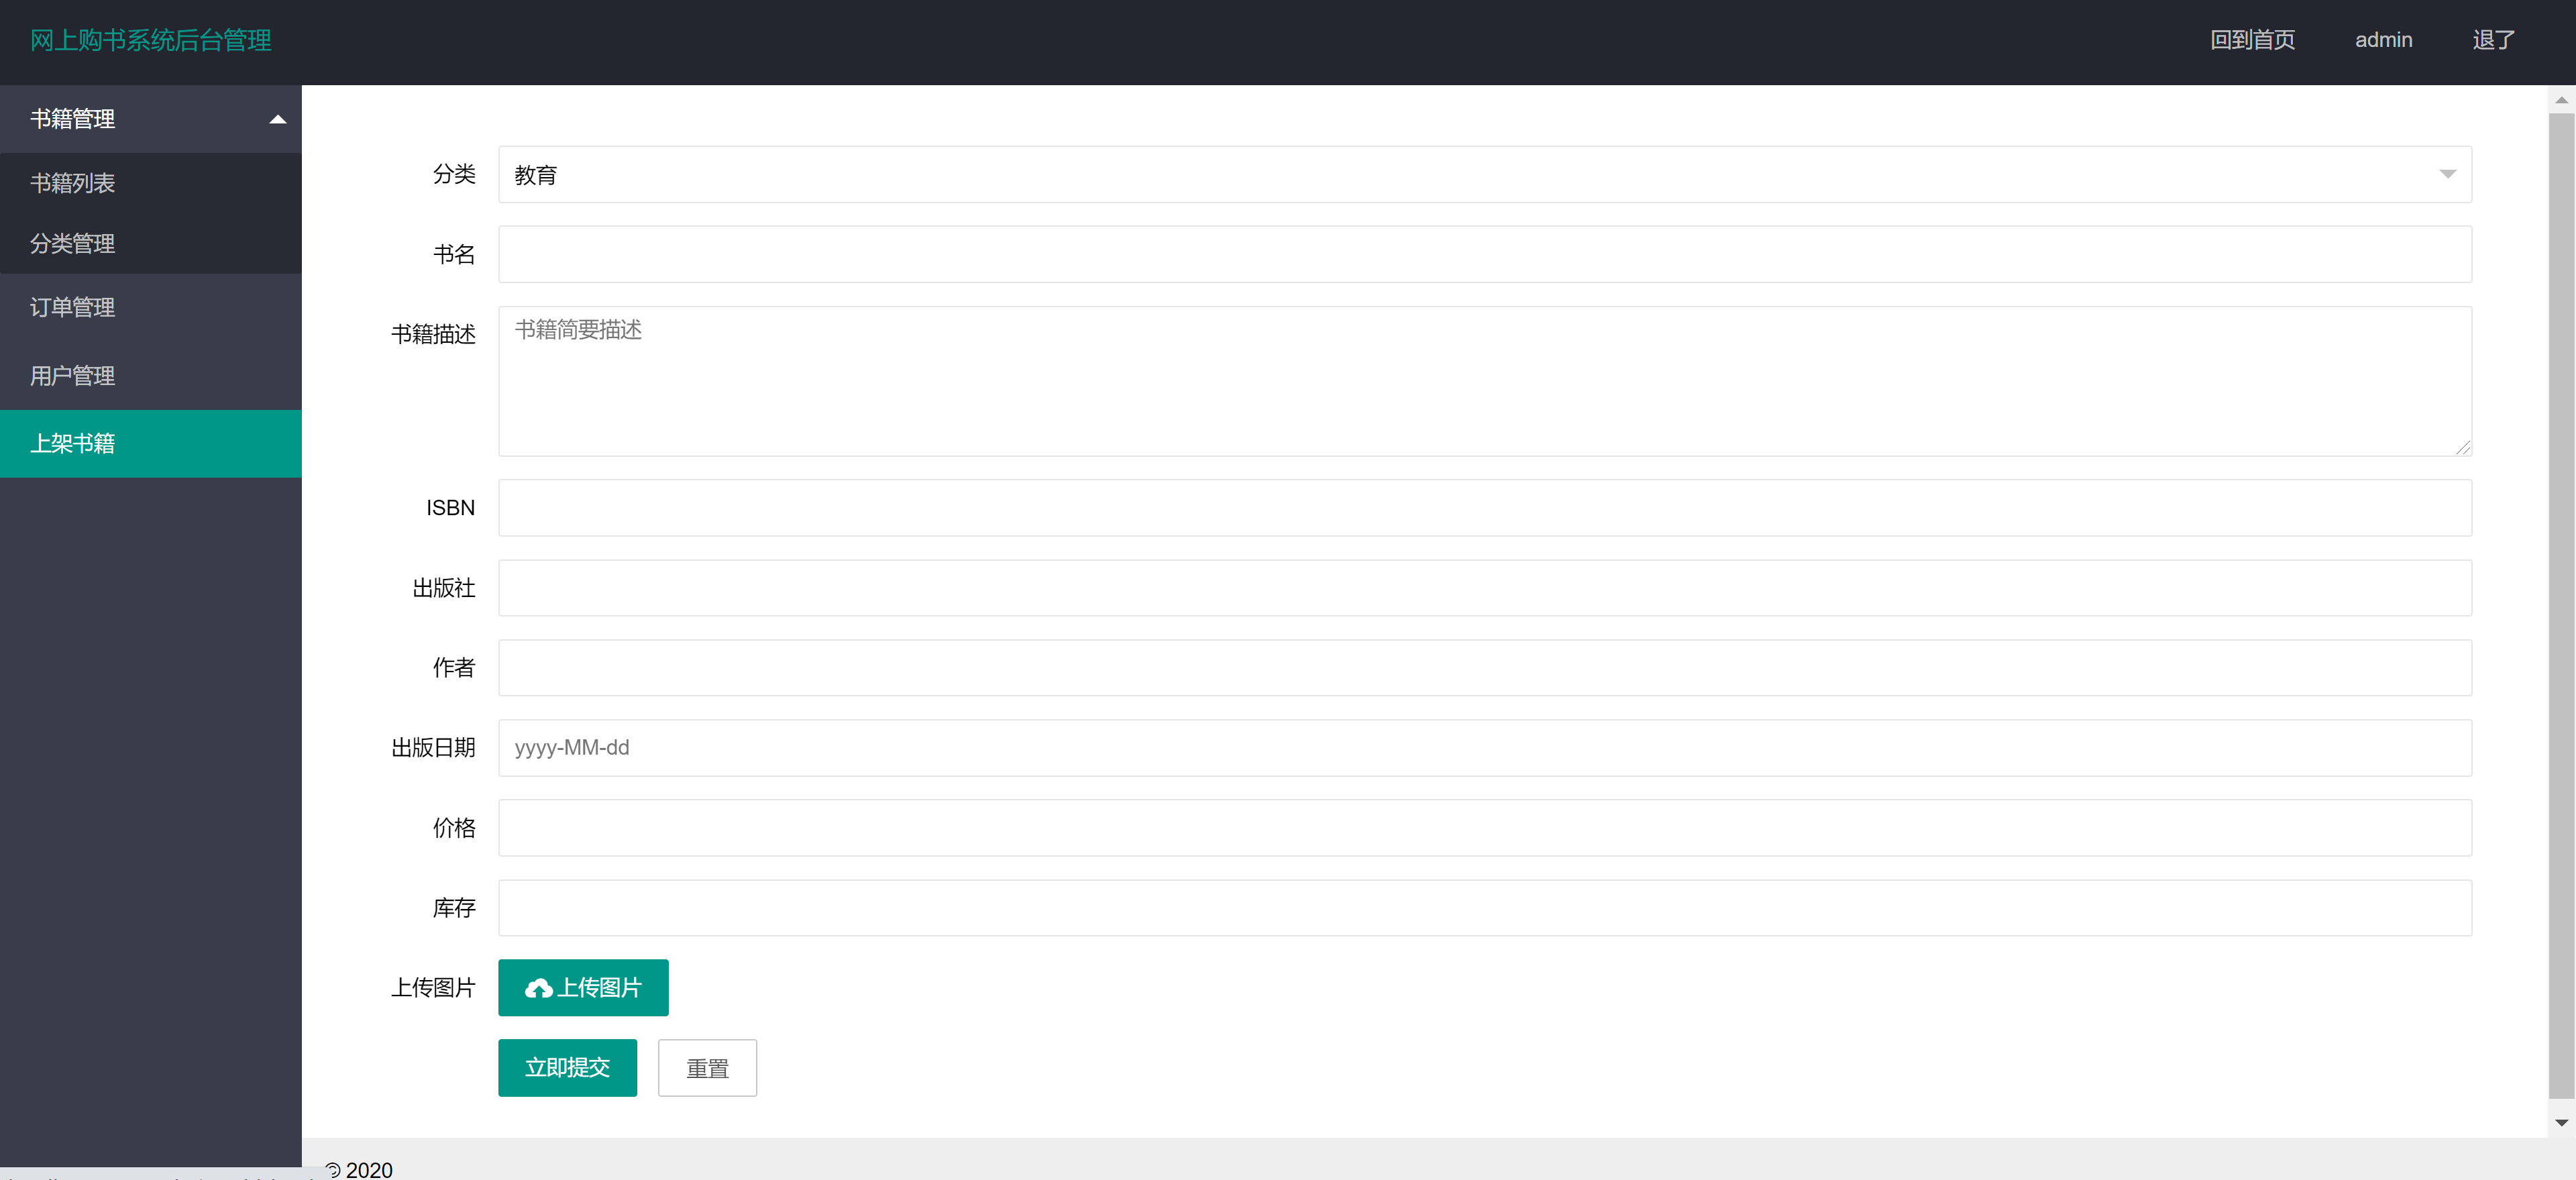 网上购书系统后台管理
回到首页
admin
退了
书籍管理
书籍列表
分类管理
订单管理
用户管理
上架书籍
分类
教育
书名
书籍描述
书籍简要描述
ISBN
出版社
作者
出版日期
yyyy-MM-dd
价格
库存
上传图片
上传图片
立即提交
重置
© 2020